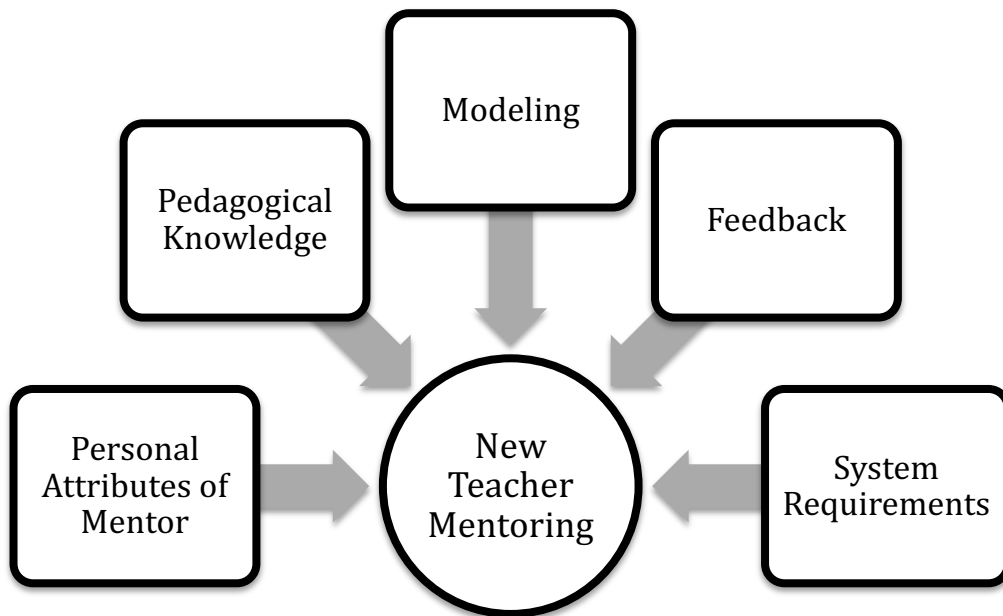 Modeling
Pedagogical
Knowledge
Feedback
Personal
Attributes of
Mentor
New
Teacher
Mentoring
System
Requirements